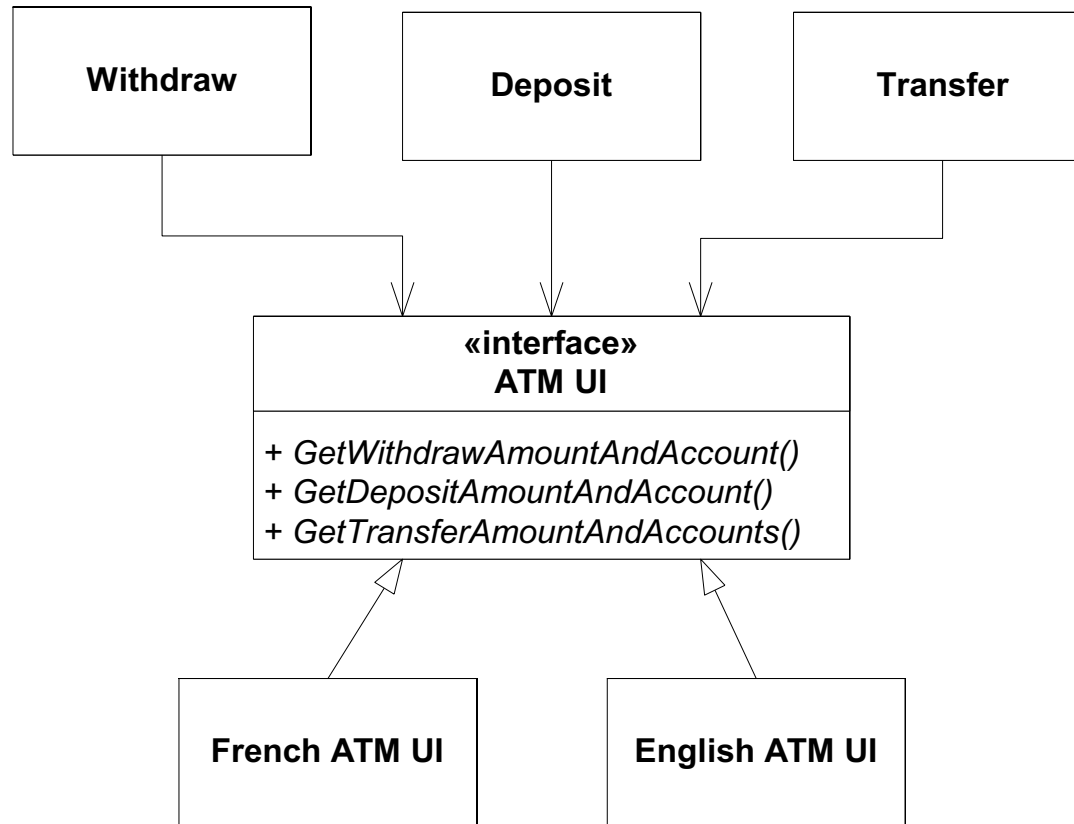 Withdraw
Deposit
Transfer
«interface»
ATM UI
+ GetWithdrawAmountAndAccount()
+ GetDepositAmountAndAccount()
+ GetTransferAmountAndAccounts()
French ATM UI
English ATM UI